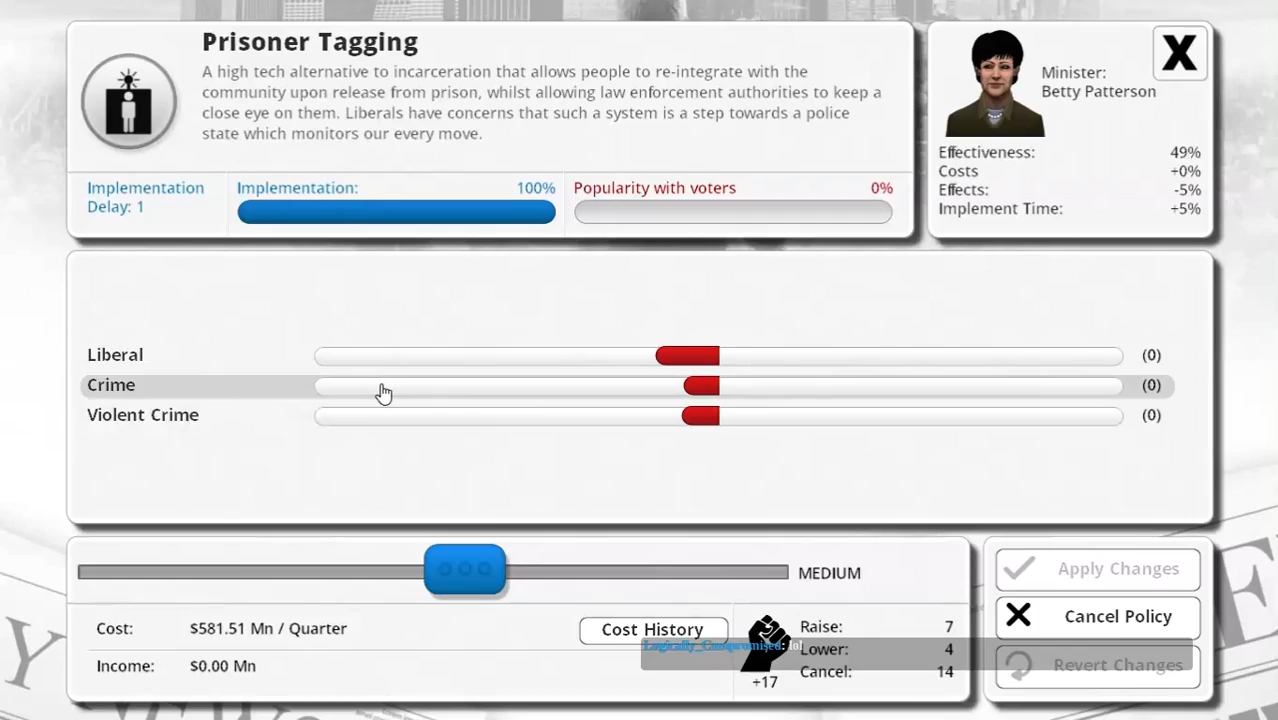 Prisoner Tagging
A high tech alternative to incarceration that allows people to re-integrate with the
community upon release from prison, whilst allowing law enforcement authorities to keep a
close eye on them. Liberals have concerns that such a system is a step towards a police
state which monitors our every move.
Implementation
Delay: 1
Implementation: 100%
Popularity with voters 0%
X
Minister:
Betty Patterson
Effectiveness: 49%
Costs +0%
Effects: -5%
Implement Time: +5%
Liberal (0)
Crime (0)
Violent Crime (0)
MEDIUM
Cost: $581.51 Mn / Quarter
Income: $0.00 Mn
Cost History
Logically_Compromised: lol
+17
Raise: 7
Lower: 4
Cancel: 14
Apply Changes
Cancel Policy
Revert Changes